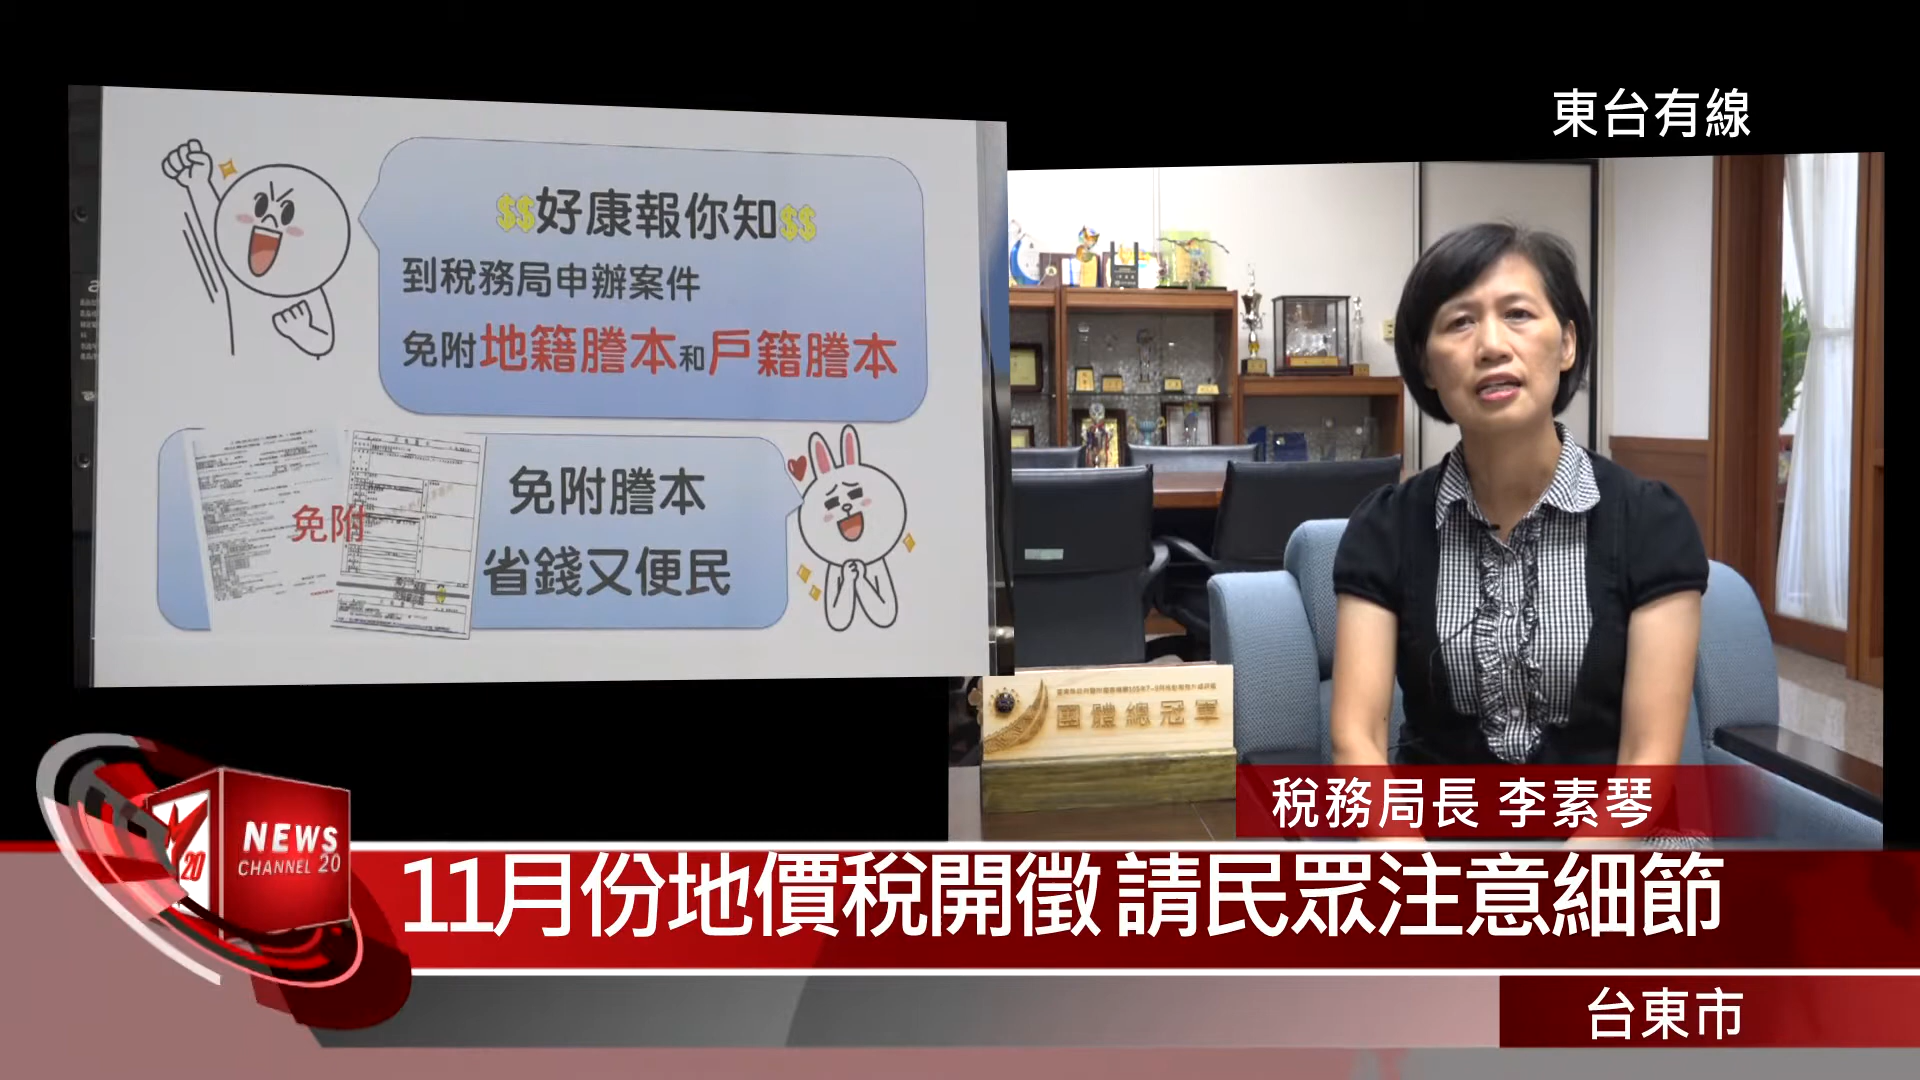 東台有線
$$好康報你知$$
到稅務局申辦案件
免附地籍謄本和戶籍謄本
免附
免附謄本
省錢又便民
團體總冠軍
稅務局長 李素琴
20
NEWS
CHANNEL 20
11月份地價稅開徵 請民眾注意細節
台東市